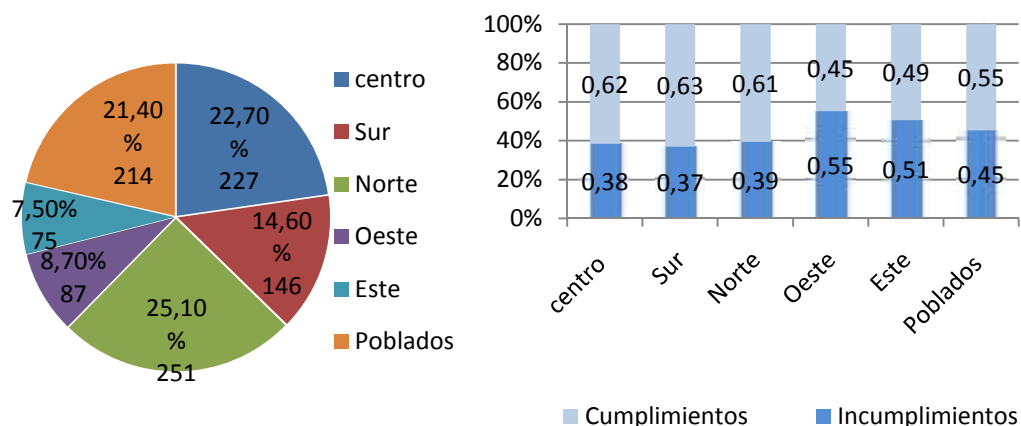 22,70
%
227
14,60
%
146
25,10
%
251
8,70%
87
7,50%
75
21,40
%
214
centro
Sur
Norte
Oeste
Este
Poblados
100%
80%
60%
40%
20%
0%
0,62 0,63 0,61 0,45 0,49 0,55
0,38 0,37 0,39 0,55 0,51 0,45
centro Sur Norte Oeste Este Poblados
Cumplimientos Incumplimientos